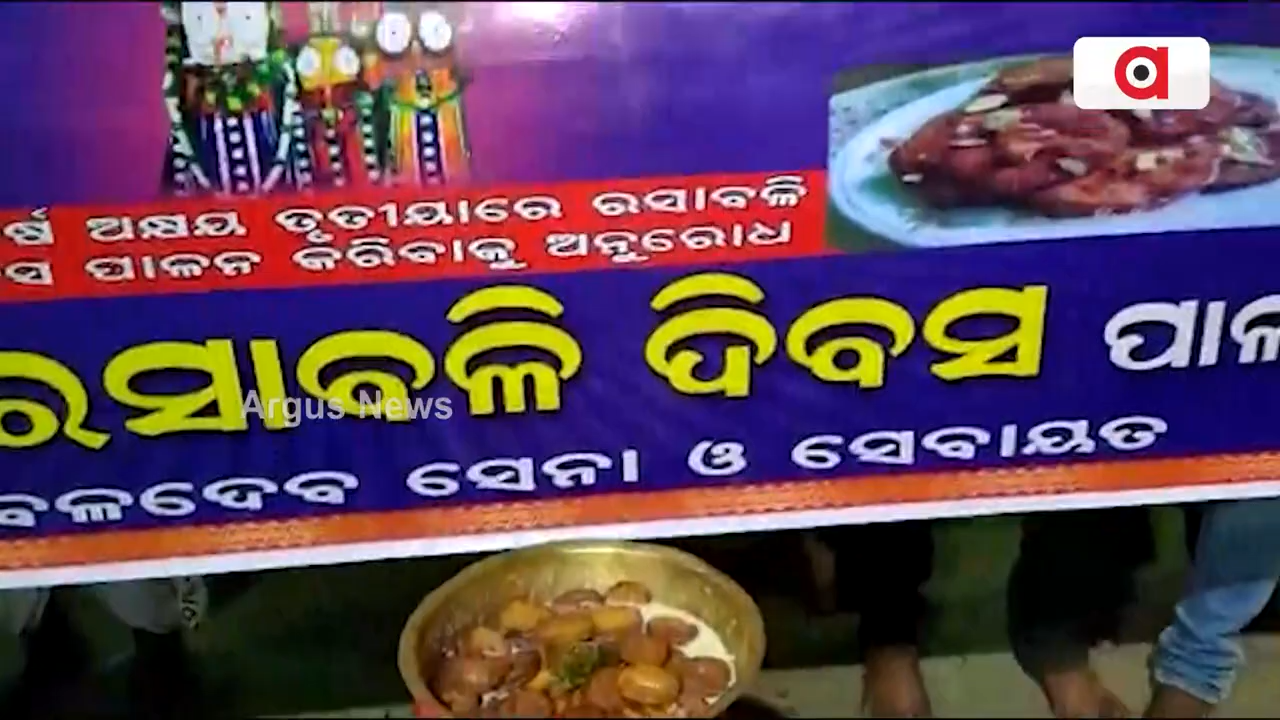 ର୍ଷ ଅକ୍ଷୟ ତୃତୀୟାରେ ରସାବଳି
ସ ପାଳନ କରିବାକୁ ଅନୁରୋଧ
ରସାବଳି ଦିବସ ପାଳ
ବଳଦେବ ସେନା ଓ ସେବାୟତ
Argus News